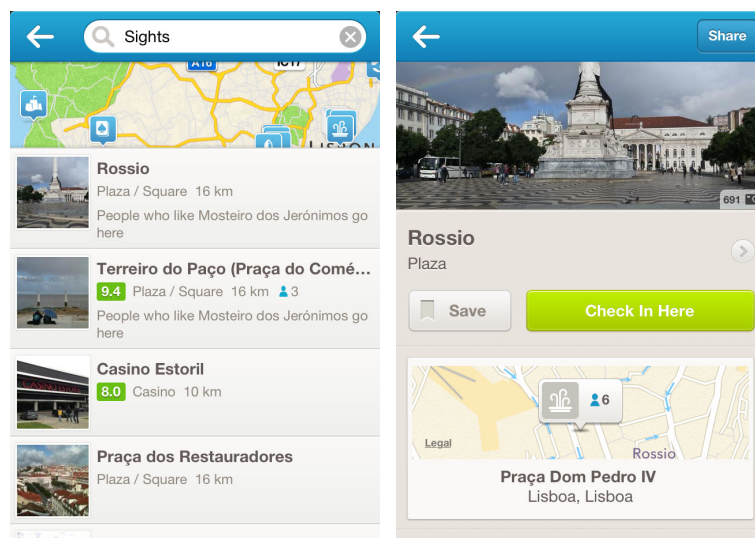 Sights
A16
IC17
LISBON
Rossio
Plaza / Square 16 km
People who like Mosteiro dos Jerónimos go
here
Terreiro do Paço (Praça do Comé…
9.4 Plaza / Square 16 km 3
People who like Mosteiro dos Jerónimos go
here
CASINO ESTORIL
Casino Estoril
8.0 Casino 10 km
Praça dos Restauradores
Plaza / Square 16 km
Share
691
Rossio
Plaza
Save
Check In Here
6
Legal
Rossio
Praça Dom Pedro IV
Lisboa, Lisboa